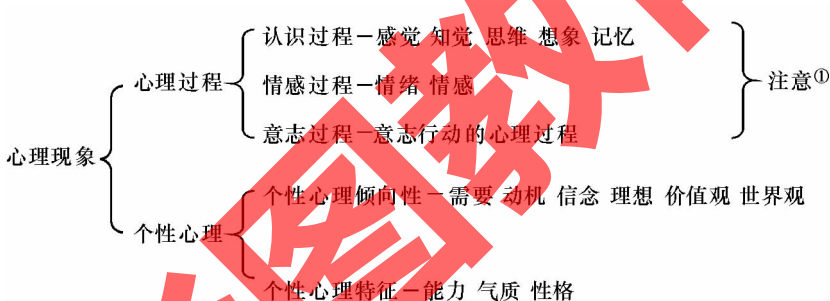 认识过程－感觉 知觉 思维 想象 记忆
心理过程
情感过程－情绪 情感
注意①
意志过程－意志行动的心理过程
心理现象
个性心理倾向性－需要 动机 信念 理想 价值观 世界观
个性心理
个性心理特征－能力 气质 性格
图教